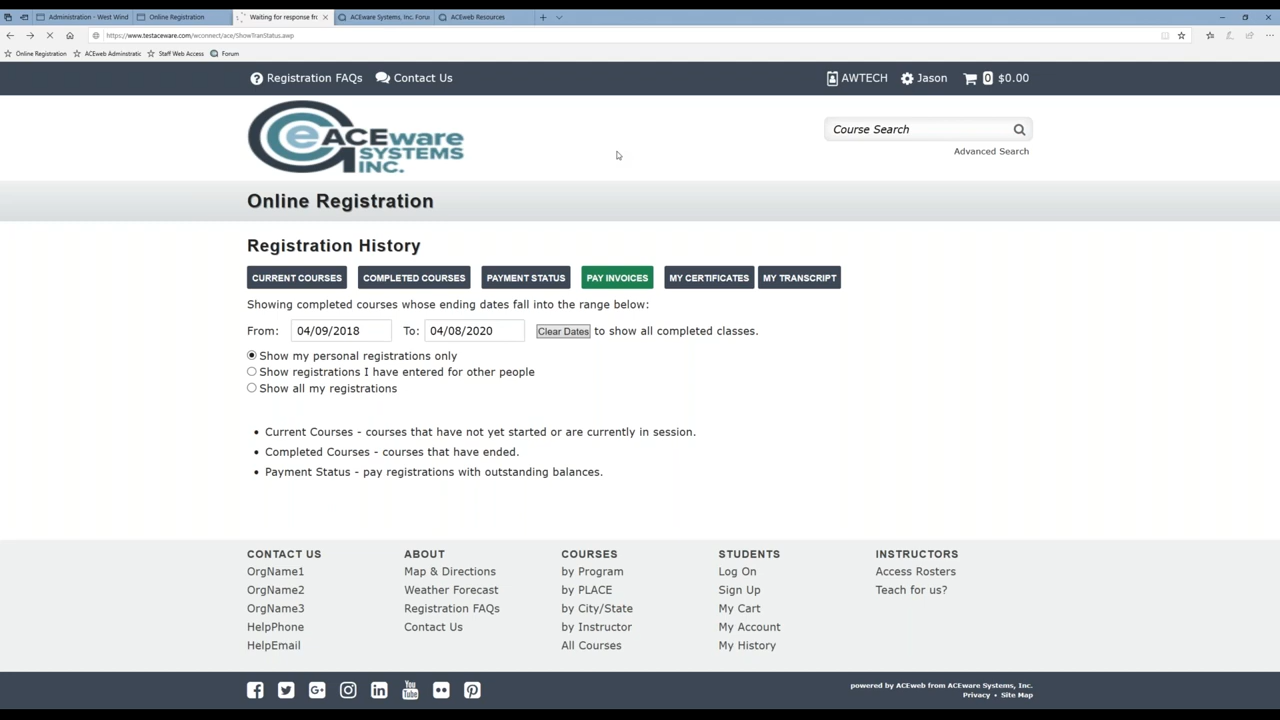 Administration - West Wind
Online Registration
Waiting for response fr
ACEware Systems, Inc. Foru
ACEweb Resources
https://www.testaceware.com/wconnect/ace/ShowTranStatus.awp
Online Registration
ACEweb Administratic
Staff Web Access
Forum
Registration FAQs
Contact Us
AWTECH
Jason
0 $0.00
e ACEware
SYSTEMS
INC.
Course Search
Advanced Search
Online Registration
Registration History
CURRENT COURSES
COMPLETED COURSES
PAYMENT STATUS
PAY INVOICES
MY CERTIFICATES
MY TRANSCRIPT
Showing completed courses whose ending dates fall into the range below:
From: 04/09/2018 To: 04/08/2020 Clear Dates to show all completed classes.
Show my personal registrations only
Show registrations I have entered for other people
Show all my registrations
• Current Courses - courses that have not yet started or are currently in session.
• Completed Courses - courses that have ended.
• Payment Status - pay registrations with outstanding balances.
CONTACT US
OrgName1
OrgName2
OrgName3
HelpPhone
HelpEmail
ABOUT
Map & Directions
Weather Forecast
Registration FAQs
Contact Us
COURSES
by Program
by PLACE
by City/State
by Instructor
All Courses
STUDENTS
Log On
Sign Up
My Cart
My Account
My History
INSTRUCTORS
Access Rosters
Teach for us?
You Tube
powered by ACEweb from ACEware Systems, Inc.
Privacy • Site Map